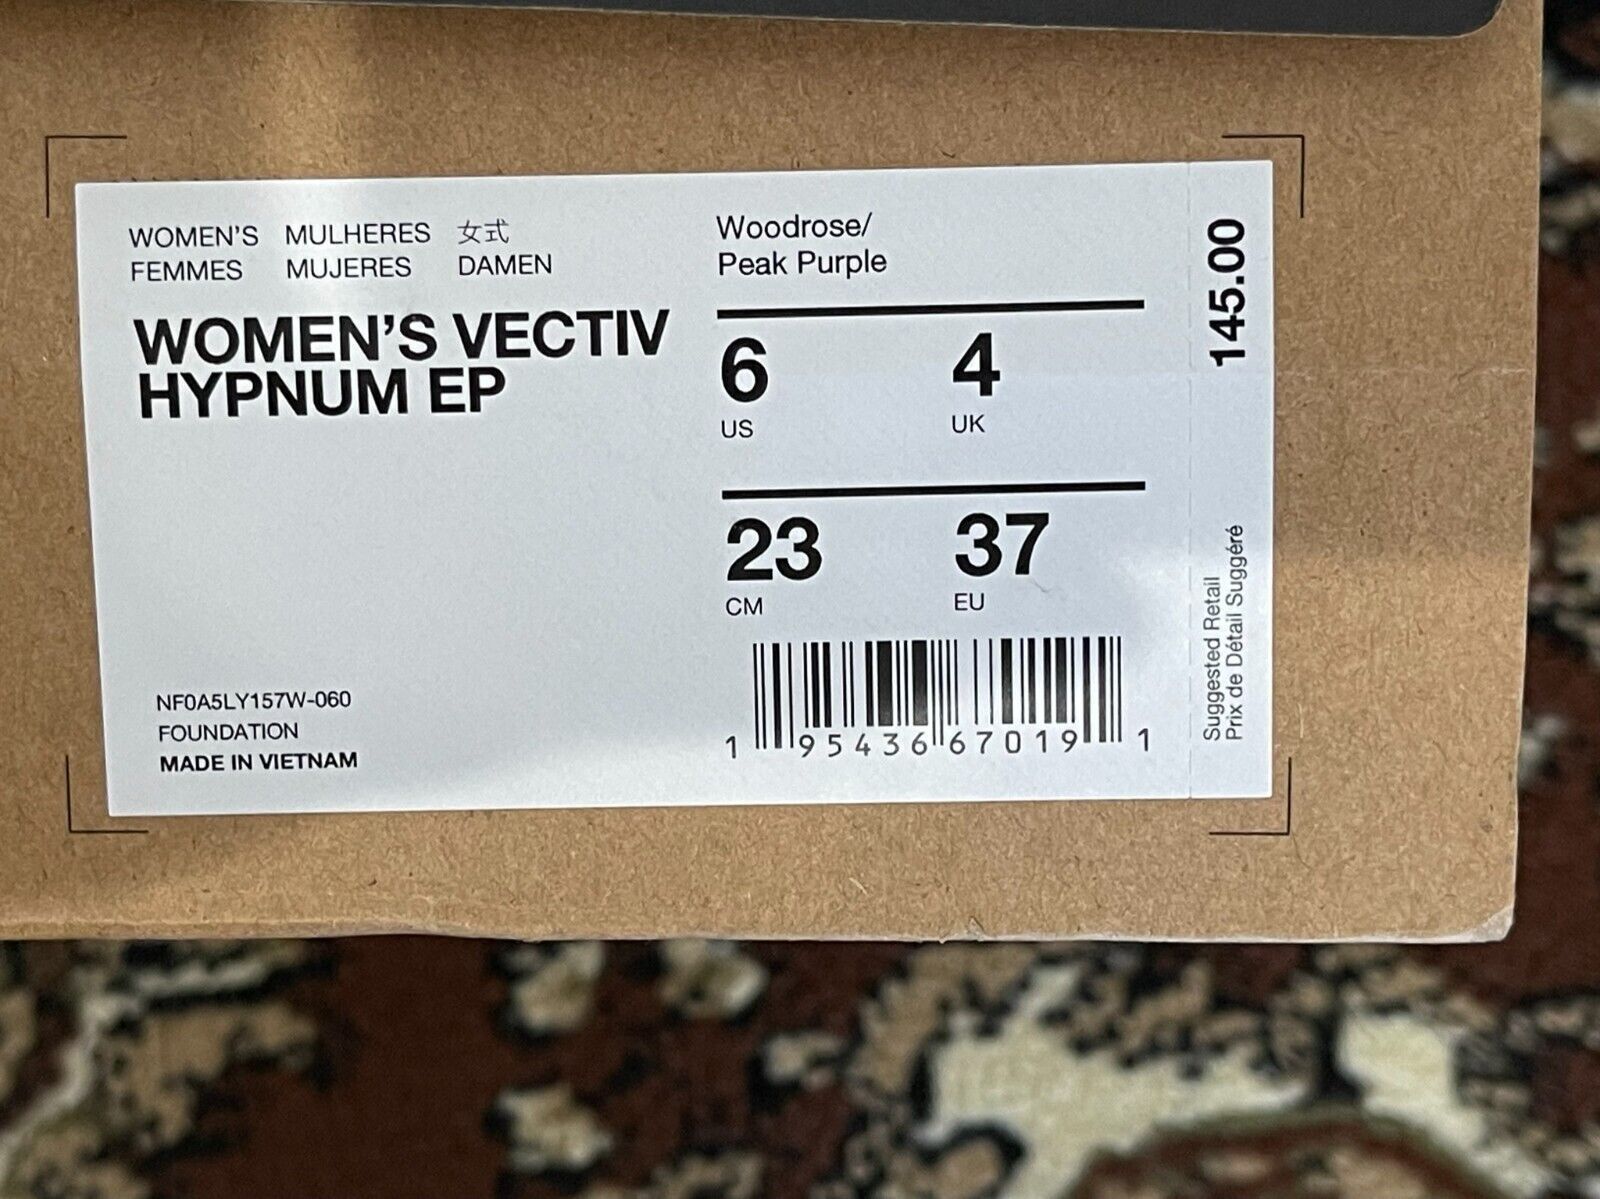 WOMEN'S MULHERES 女式
FEMMES MUJERES DAMEN
WOMEN'S VECTIV
HYPNUM EP
NF0A5LY157W-060
FOUNDATION
MADE IN VIETNAM
Woodrose/
Peak Purple
6 4
US UK
23 37
CM EU
1 95436 67019 1
145.00
Suggested Retail
Prix de Détail Suggéré